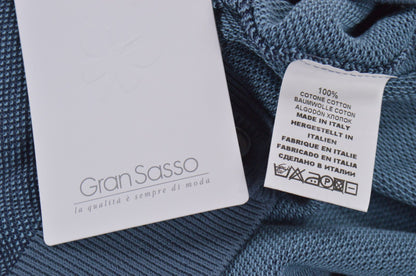 Gran Sasso
la qualità è sempre di moda
100%
COTONE COTTON
BAUMWOLLE COTON
ALGODÓN ХЛОПОК
MADE IN ITALY
HERGESTELLT IN
ITALIEN
FABRIQUE EN ITALIE
FABRICADO EN ITALIA
СДЕЛАНО В ИТАЛИИ